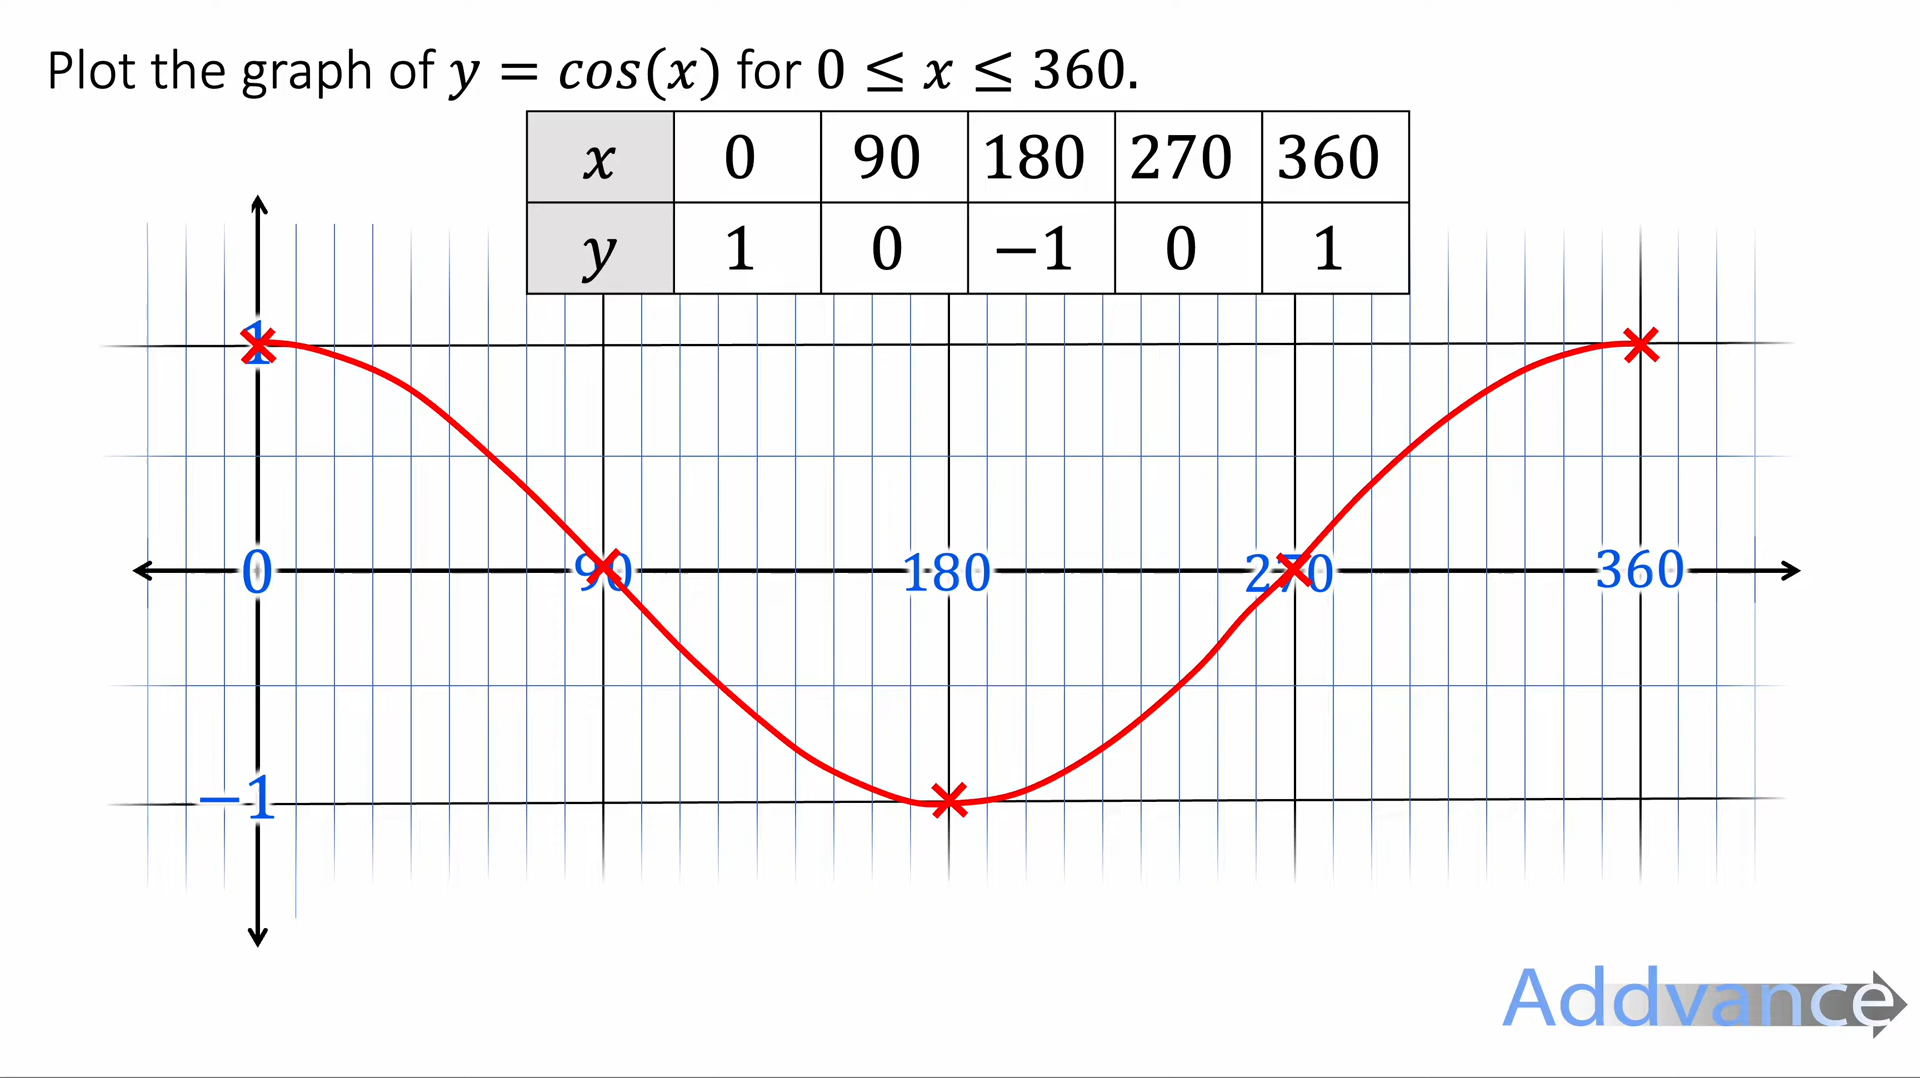 Plot the graph of y = cos(x) for 0 ≤ x ≤ 360.
x 0 90 180 270 360
y 1 0 −1 0 1
1
0 90 180 270 360
−1
Addvance